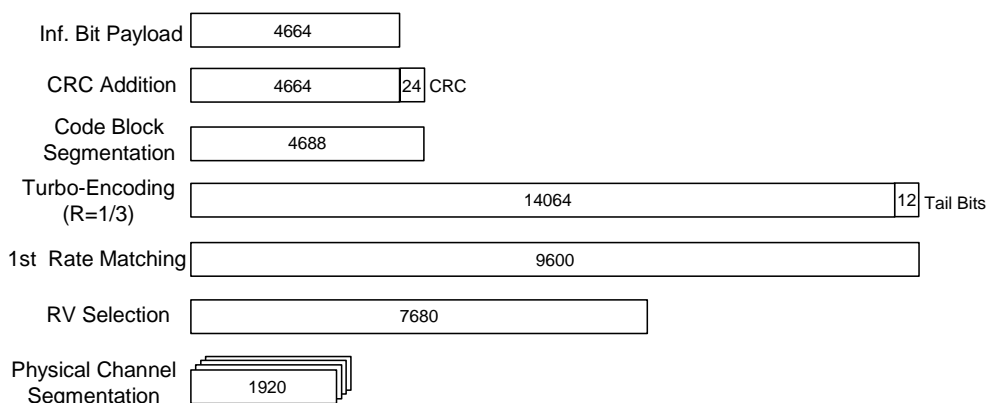 Inf. Bit Payload 4664
CRC Addition 4664 24 CRC
Code Block
Segmentation 4688
Turbo-Encoding
(R=1/3) 14064 12 Tail Bits
1st Rate Matching 9600
RV Selection 7680
Physical Channel
Segmentation 1920